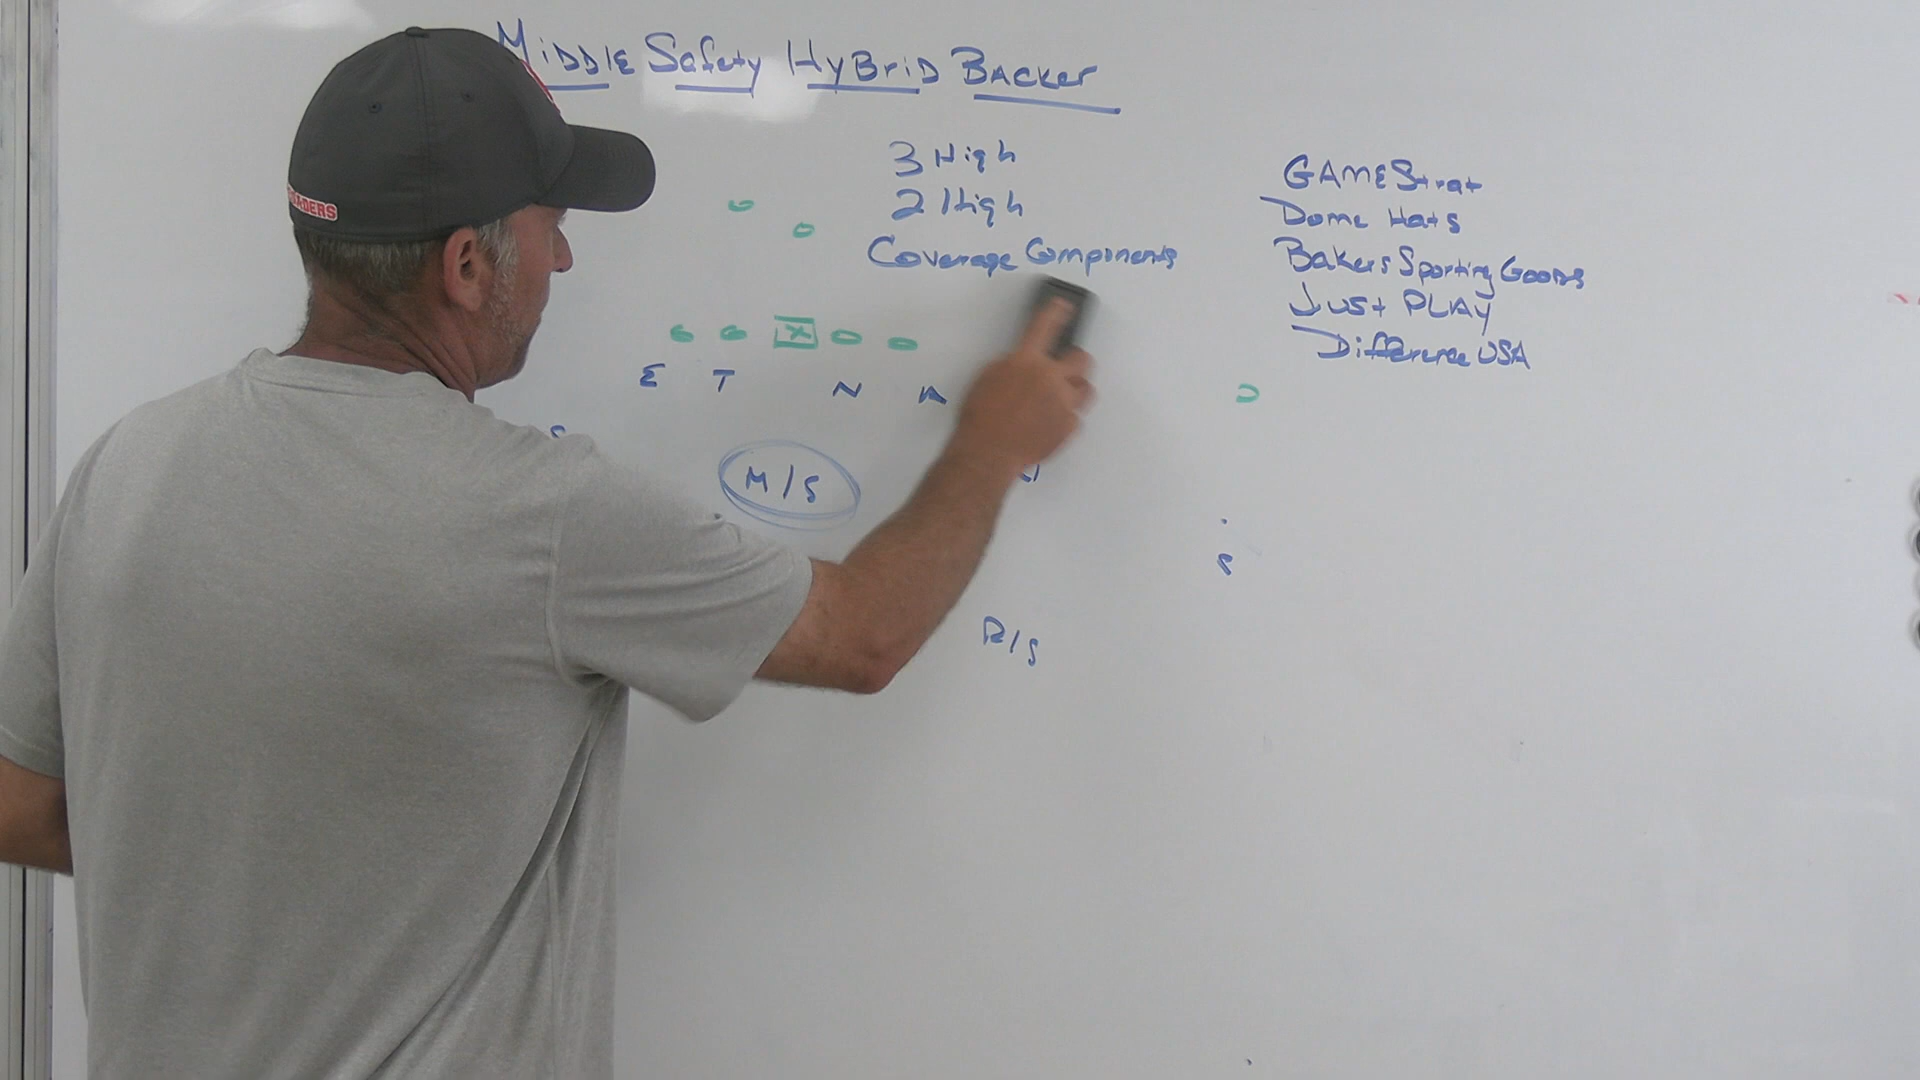 MiDDlE Safety HyBriD BAcker
3 High
2 High
Coverage Components
GAMEStrat
Dome Hats
Bakers Sporting Goods
Just PLAY
Difference USA
X
E T N A
S
M/S
S
R/S
ADERS